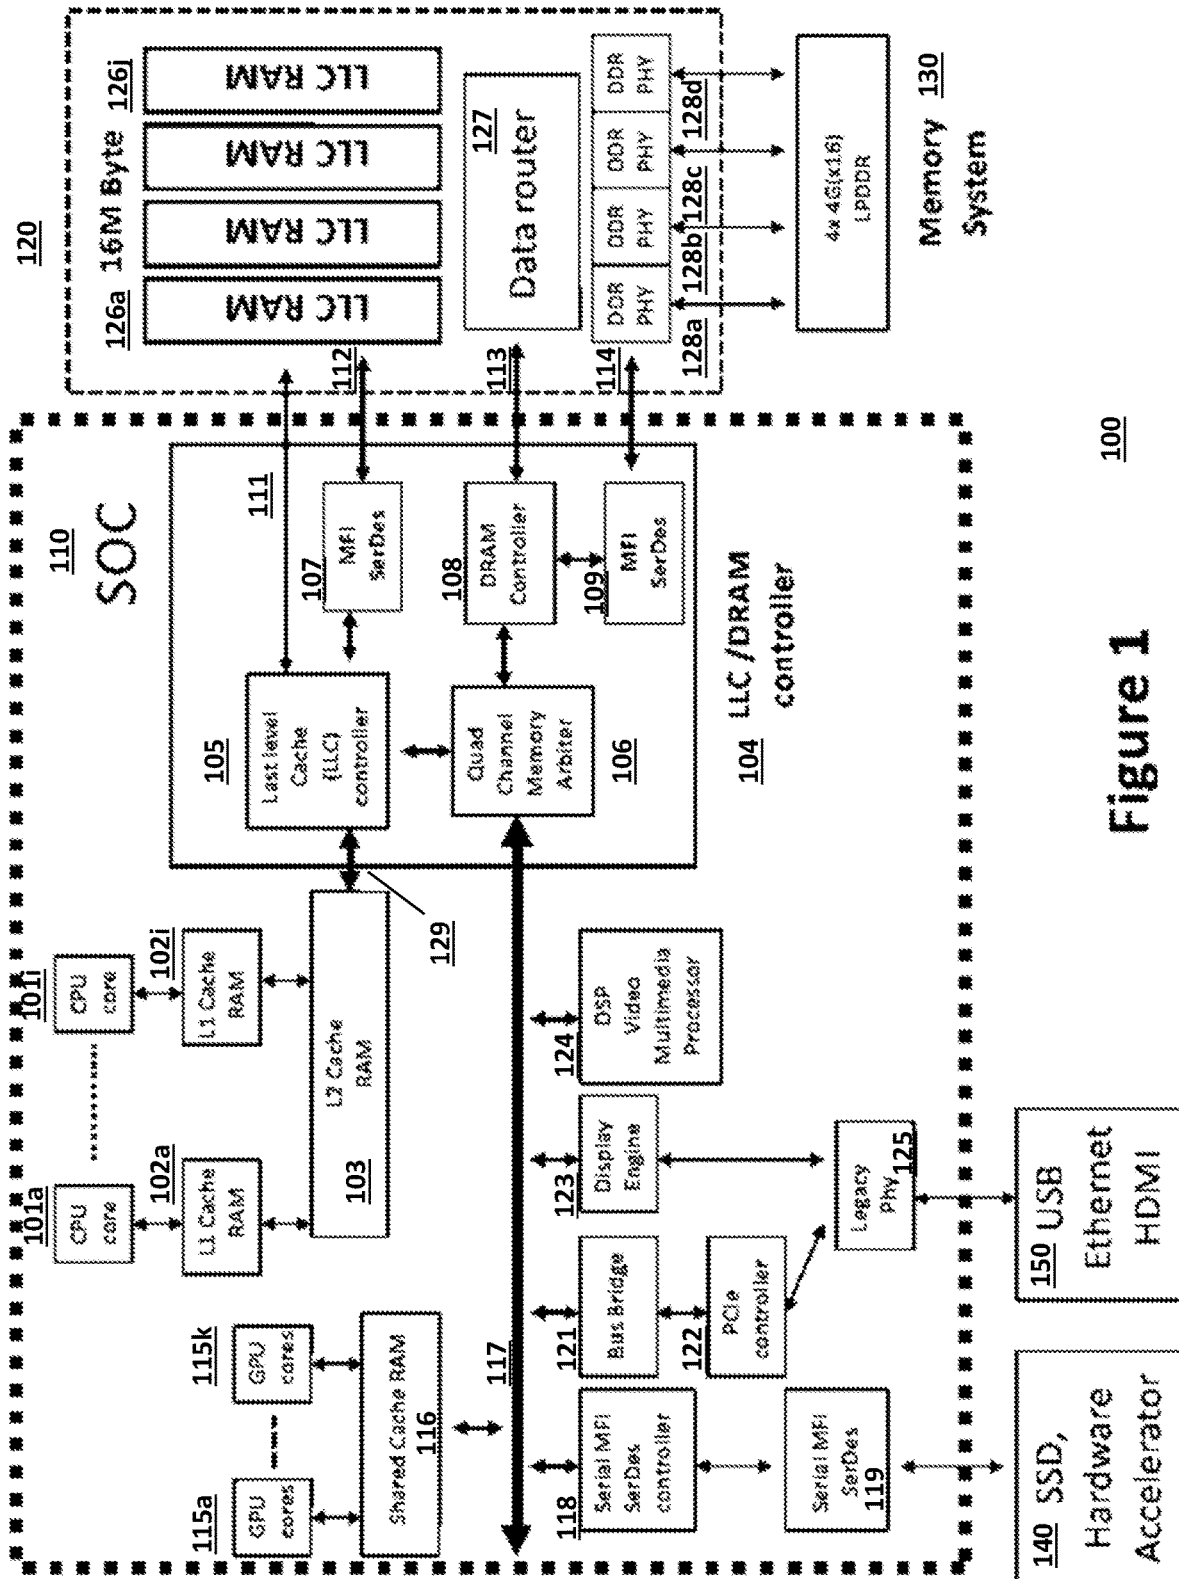 110
SOC
101a
CPU
core
101i
CPU
core
102a
L1 Cache
RAM
102i
L1 Cache
RAM
L2 Cache
RAM
103
129
115a
GPU
cores
115k
GPU
cores
Shared Cache RAM
116
117
118
Serial MFI
SerDes
controller
Serial MFI
SerDes
119
121
Bus Bridge
122
PCIe
controller
123
Display
Engine
124
DSP
Video
Multimedia
Processor
Legacy
Phy
125
105
Last level
Cache
(LLC)
controller
Quad
Channel
Memory
Arbiter
106
107
MFI
SerDes
108
DRAM
Controller
109
MFI
SerDes
104
LLC /DRAM
controller
111
112
113
114
120
126a
16M Byte
126j
LLC RAM
LLC RAM
LLC RAM
LLC RAM
Data router
127
DDR
PHY
DDR
PHY
DDR
PHY
DDR
PHY
128a
128b
128c
128d
4x 4G(x16)
LPDDR
Memory
System
130
140 SSD,
Hardware
Accelerator
150 USB
Ethernet
HDMI
Figure 1
100